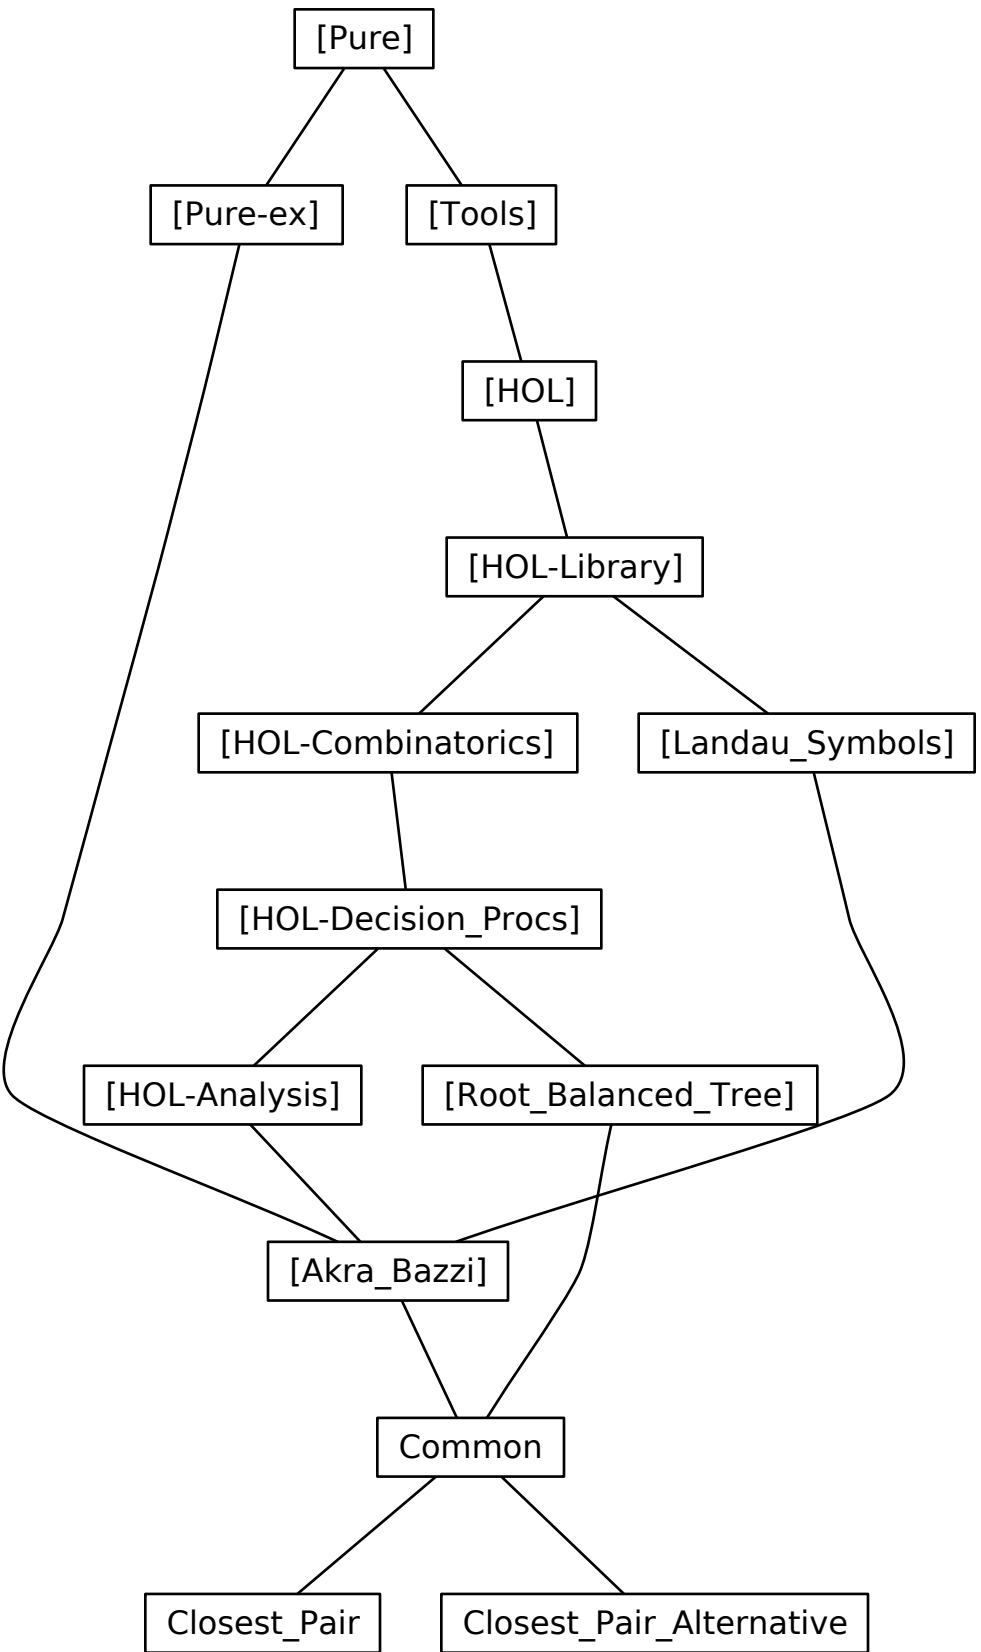 [Pure]
[Pure-ex]
[Tools]
[HOL]
[HOL-Library]
[HOL-Combinatorics]
[Landau_Symbols]
[HOL-Decision_Procs]
[HOL-Analysis]
[Root_Balanced_Tree]
[Akra_Bazzi]
Common
Closest_Pair
Closest_Pair_Alternative